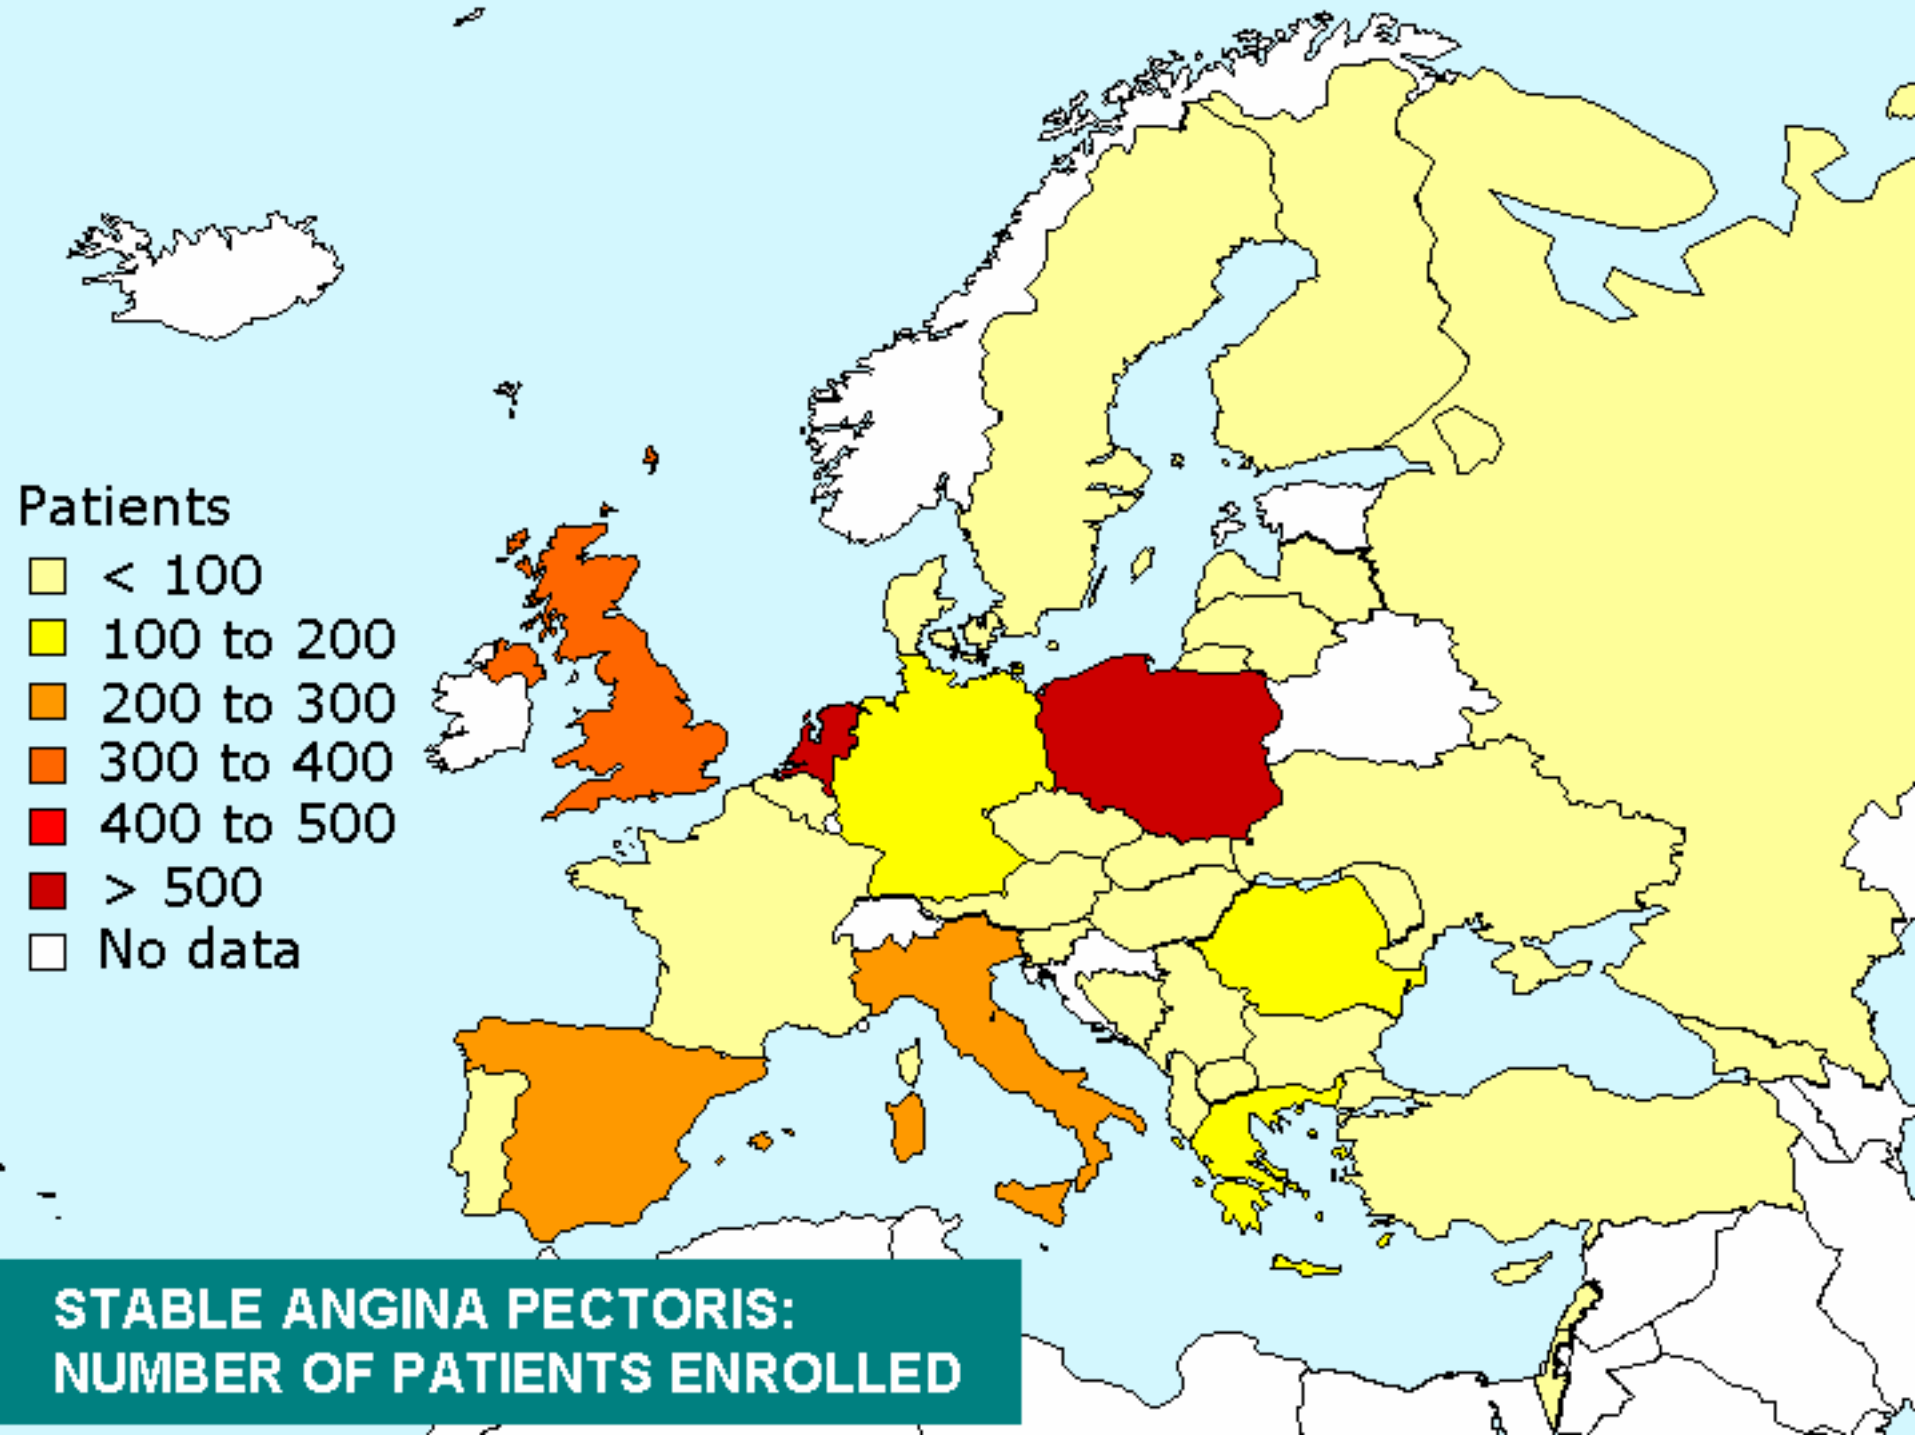 Patients
< 100
100 to 200
200 to 300
300 to 400
400 to 500
> 500
No data
STABLE ANGINA PECTORIS:
NUMBER OF PATIENTS ENROLLED